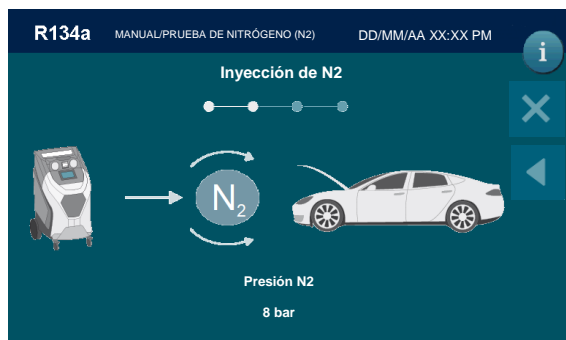 R134a MANUAL/PRUEBA DE NITRÓGENO (N2) DD/MM/AA XX:XX PM
i
Inyección de N2
N2
Presión N2
8 bar